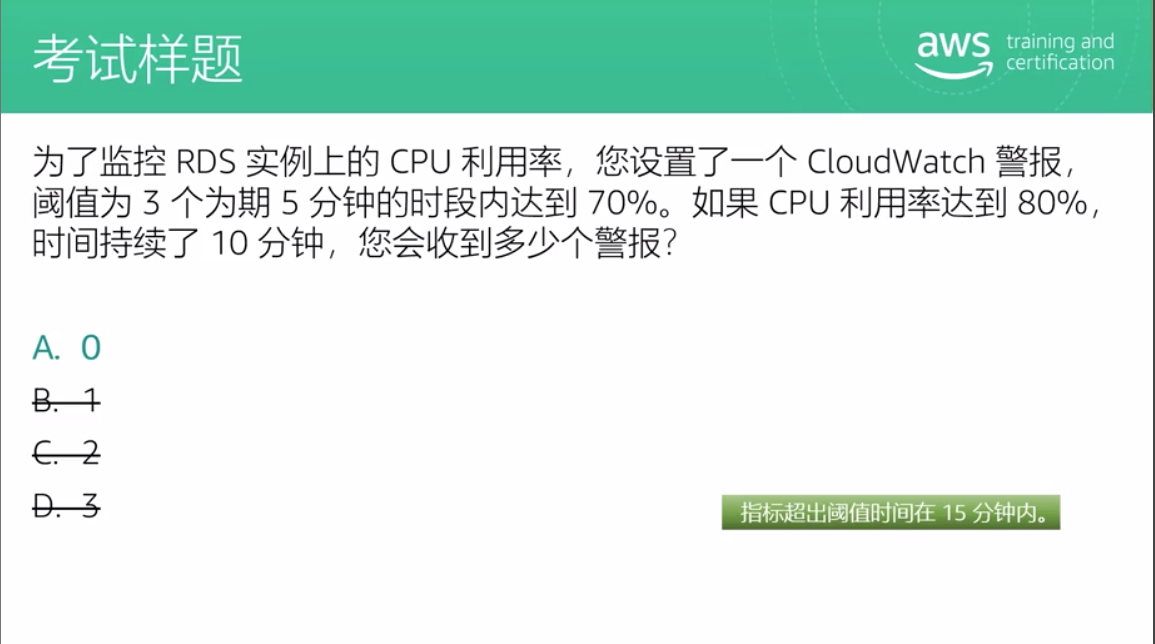 考试样题
aws training and
certification
为了监控 RDS 实例上的 CPU 利用率，您设置了一个 CloudWatch 警报，
阈值为 3 个为期 5 分钟的时段内达到 70%。如果 CPU 利用率达到 80%，
时间持续了 10 分钟，您会收到多少个警报？
A. 0
B. 1
C. 2
D. 3
指标超出阈值时间在 15 分钟内。